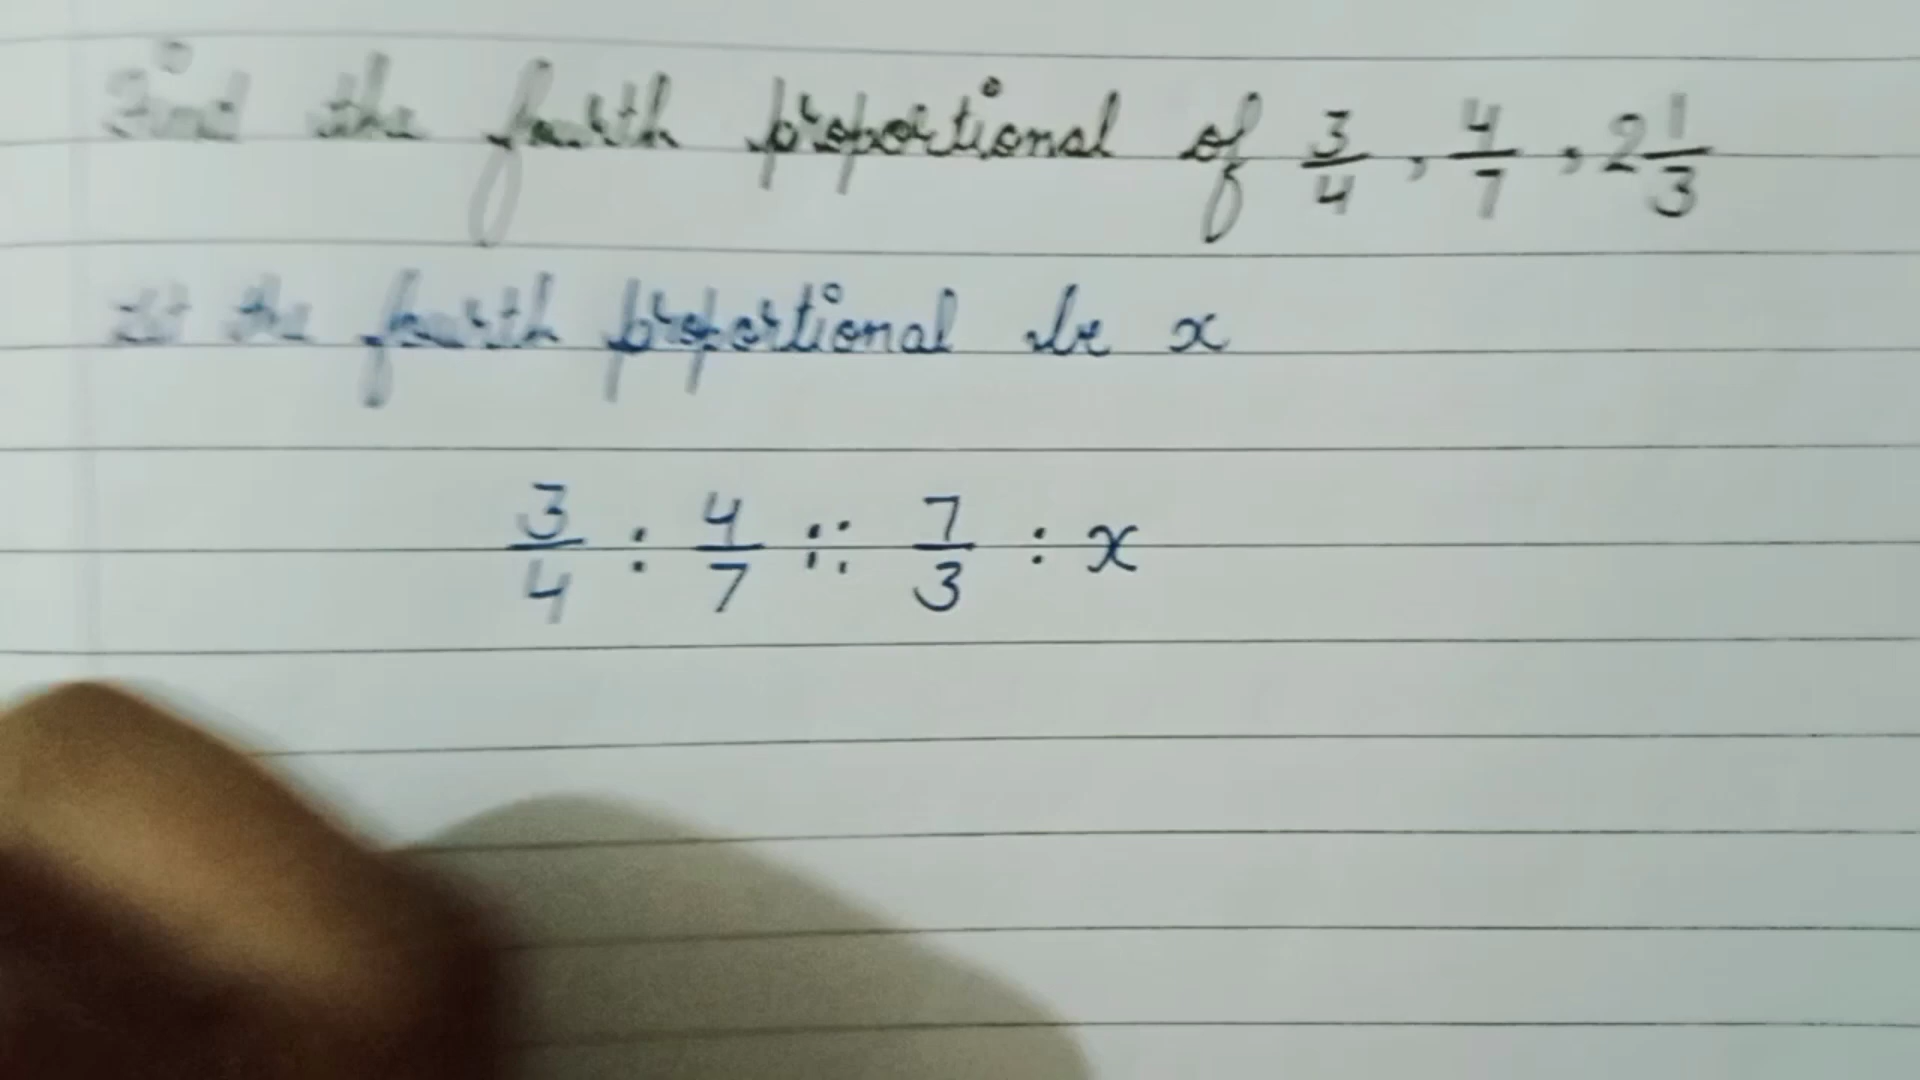 Find the fourth proportional of 3/4, 4/7, 2 1/3
let the fourth proportional be x
3/4 : 4/7 :: 7/3 : x